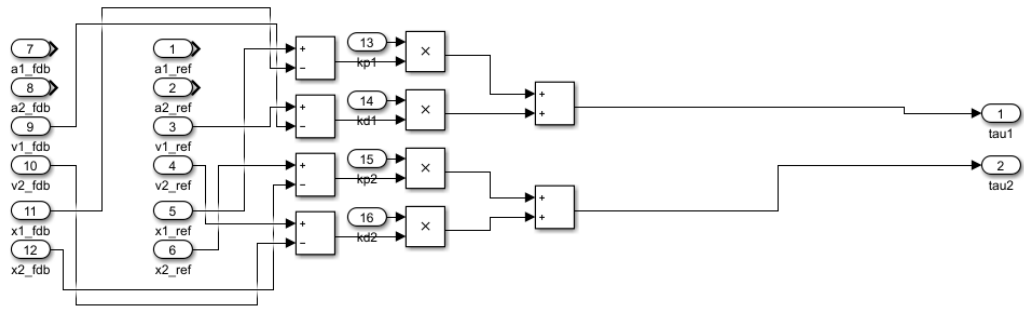 7
a1_fdb
8
a2_fdb
9
v1_fdb
10
v2_fdb
11
x1_fdb
12
x2_fdb
1
a1_ref
2
a2_ref
3
v1_ref
4
v2_ref
5
x1_ref
6
x2_ref
+
−
+
−
+
−
+
−
13
kp1
14
kd1
15
kp2
16
kd2
×
×
×
×
+
+
+
+
1
tau1
2
tau2